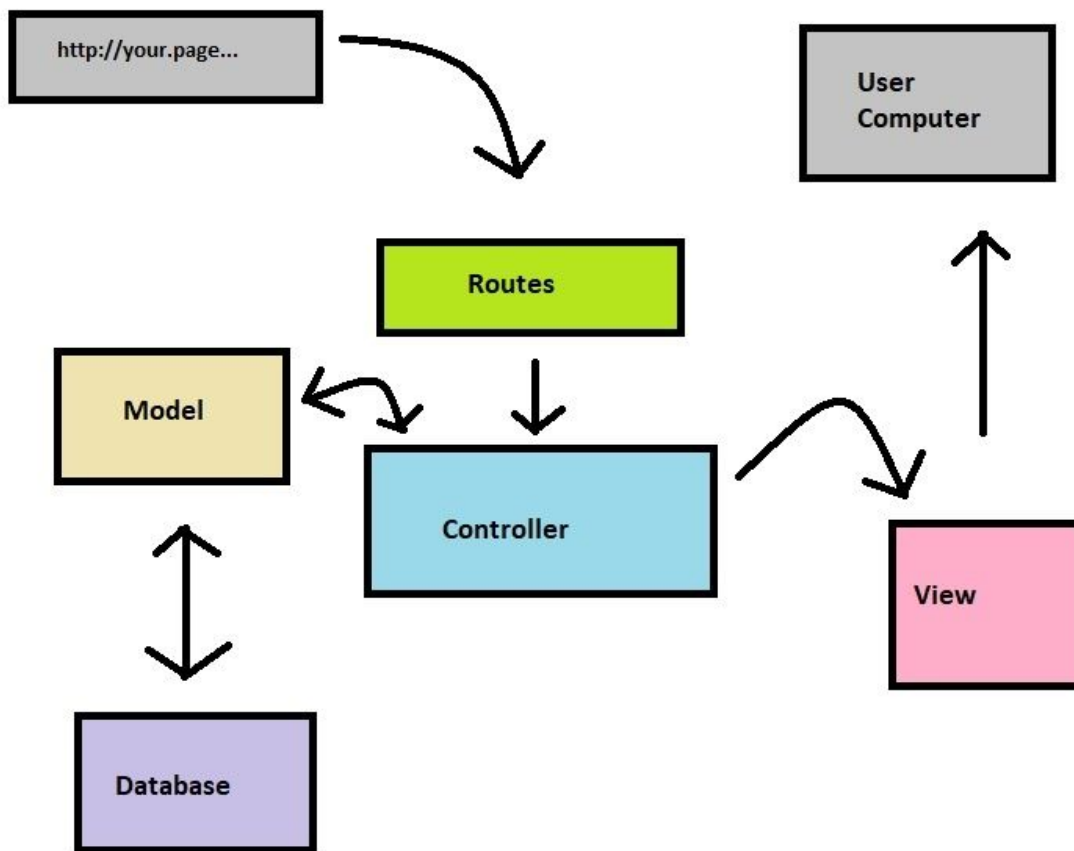 http://your.page...
User
Computer
Routes
Model
Controller
View
Database